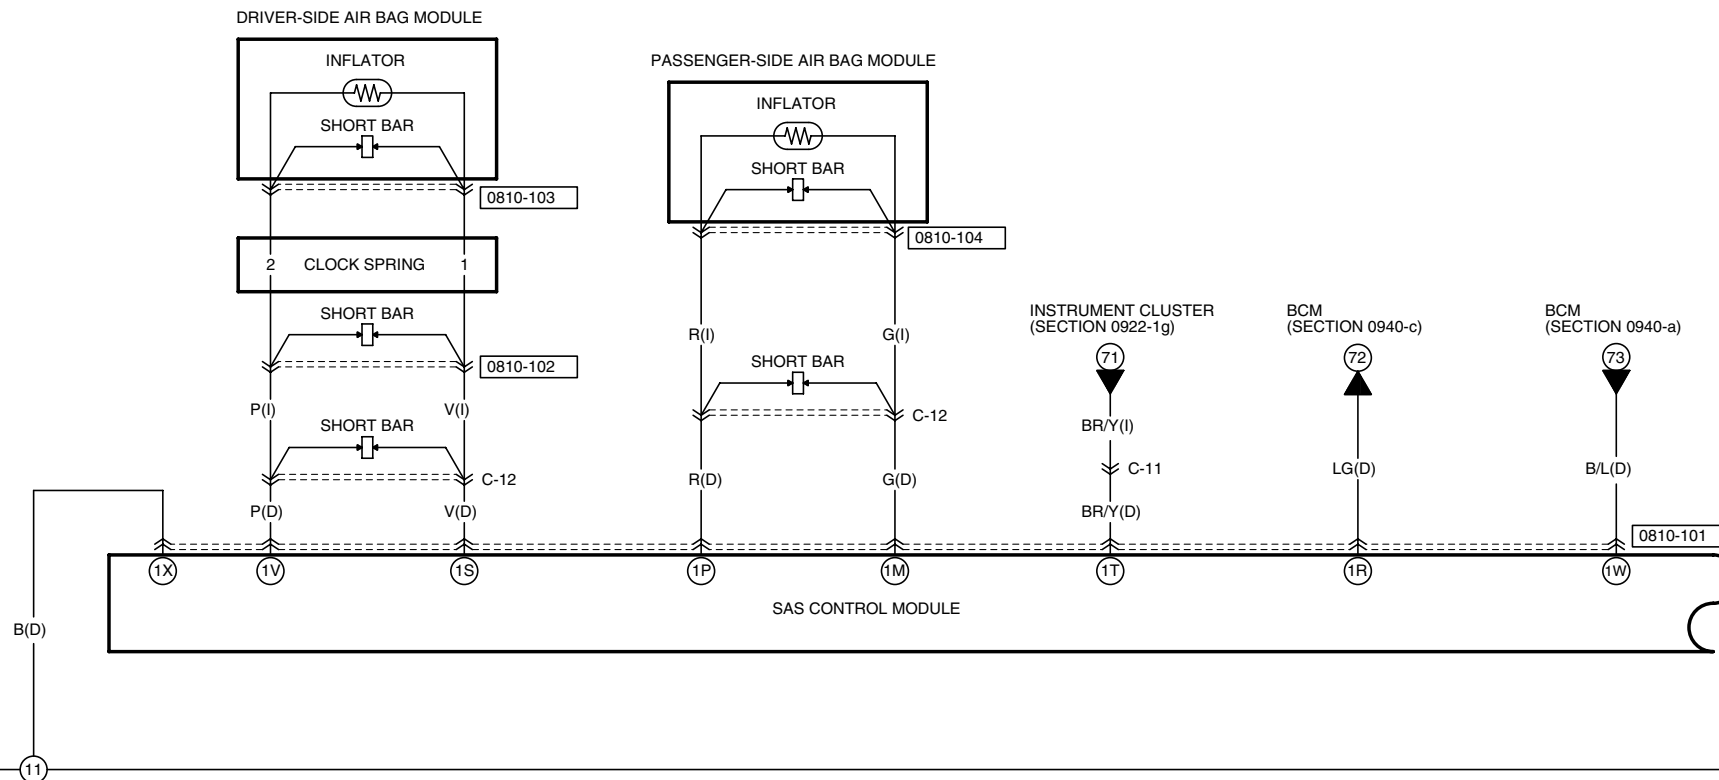 DRIVER-SIDE AIR BAG MODULE
INFLATOR
SHORT BAR
0810-103
2 CLOCK SPRING 1
SHORT BAR
0810-102
P(I) V(I)
SHORT BAR
C-12
P(D) V(D)
PASSENGER-SIDE AIR BAG MODULE
INFLATOR
SHORT BAR
0810-104
R(I) G(I)
SHORT BAR
C-12
R(D) G(D)
INSTRUMENT CLUSTER
(SECTION 0922-1g)
71
BR/Y(I)
C-11
BR/Y(D)
BCM
(SECTION 0940-c)
72
LG(D)
BCM
(SECTION 0940-a)
73
B/L(D)
0810-101
1X 1V 1S 1P 1M 1T 1R 1W
SAS CONTROL MODULE
B(D)
11